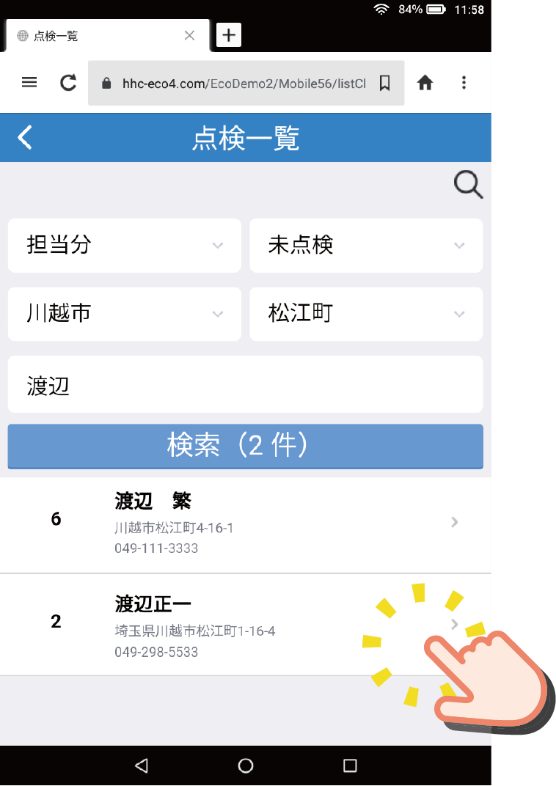 84% 11:58
点検一覧
hhc-eco4.com/EcoDemo2/Mobile56/listCl
点検一覧
担当分 未点検
川越市 松江町
渡辺
検索（2 件）
6
渡辺　繁
川越市松江町4-16-1
049-111-3333
2
渡辺正一
埼玉県川越市松江町1-16-4
049-298-5533